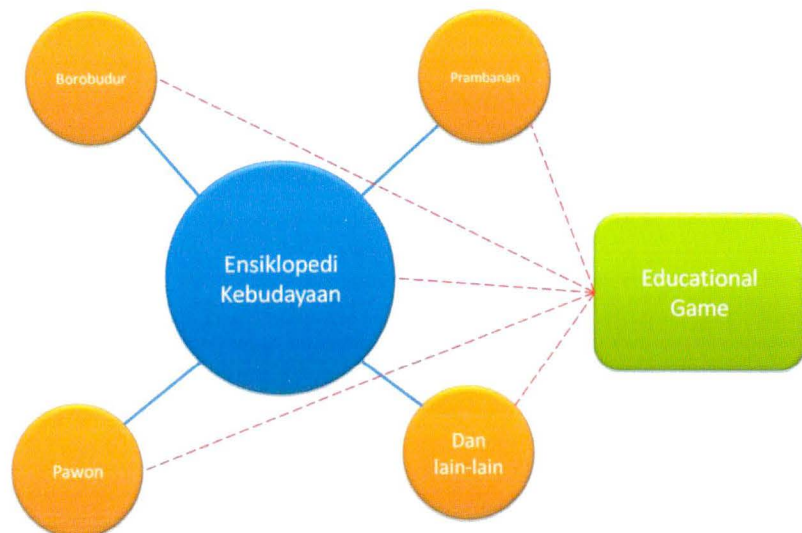 Borobudur
Prambanan
Ensiklopedi
Kebudayaan
Educational
Game
Pawon
Dan
lain-lain